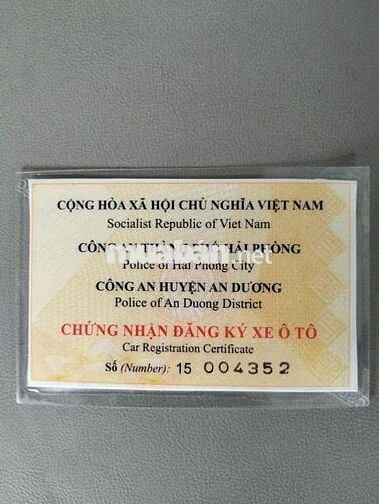 CỘNG HÒA XÃ HỘI CHỦ NGHĨA VIỆT NAM
Socialist Republic of Viet Nam
CÔNG AN THÀNH PHỐ HẢI PHÒNG
muaban.net
Police of Hai Phong City
CÔNG AN HUYỆN AN DƯƠNG
Police of An Duong District
CHỨNG NHẬN ĐĂNG KÝ XE Ô TÔ
Car Registration Certificate
Số (Number): 15 004352